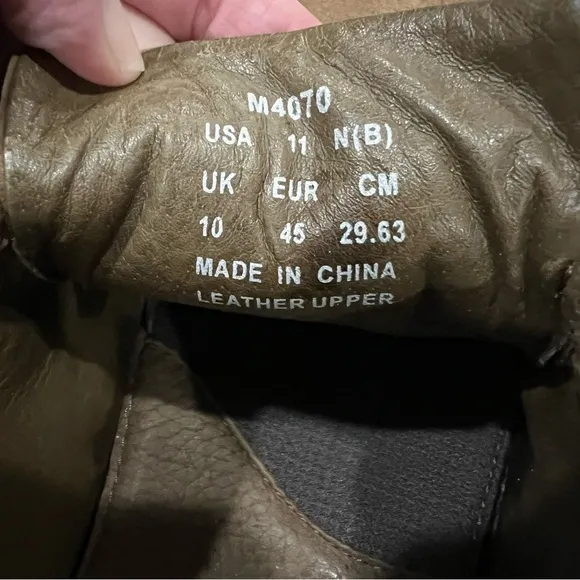 M4070
USA 11 N(B)
UK EUR CM
10 45 29.63
MADE IN CHINA
LEATHER UPPER